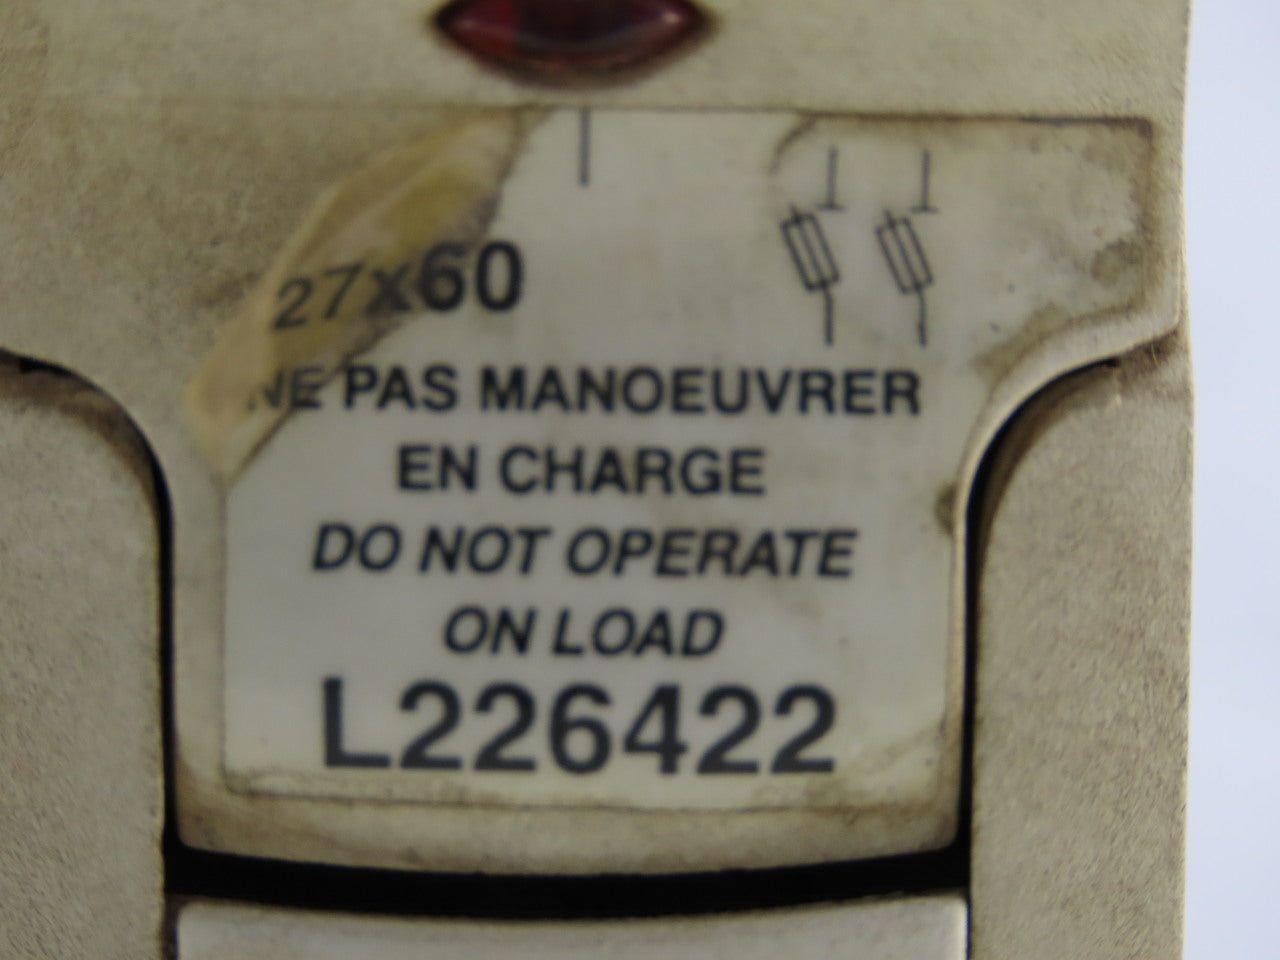 27x60
NE PAS MANOEUVRER
EN CHARGE
DO NOT OPERATE
ON LOAD
L226422